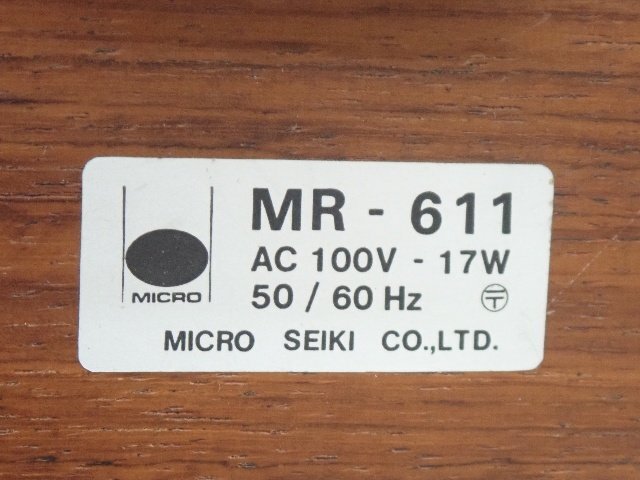 MICRO
MR - 611
AC 100V - 17W
50 / 60 Hz 〶
MICRO SEIKI CO.,LTD.